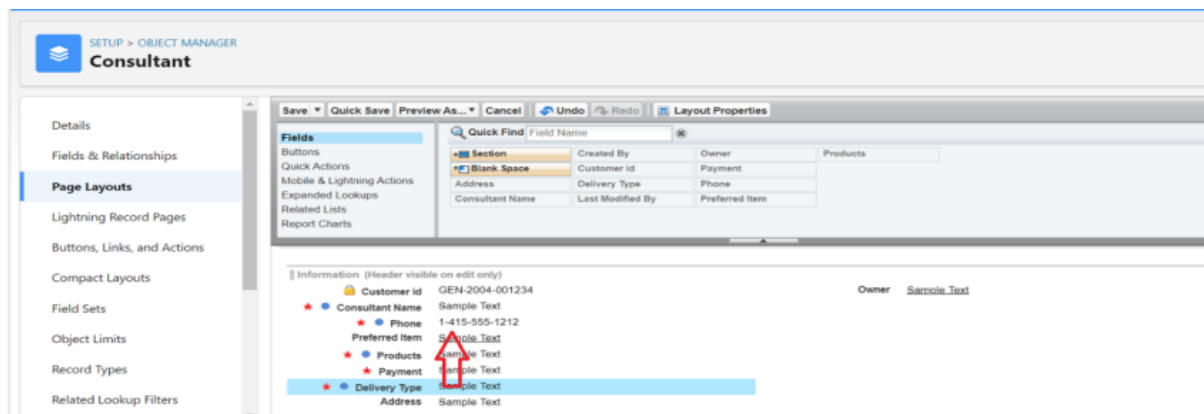 SETUP > OBJECT MANAGER
Consultant
Details
Fields & Relationships
Page Layouts
Lightning Record Pages
Buttons, Links, and Actions
Compact Layouts
Field Sets
Object Limits
Record Types
Related Lookup Filters
Save Quick Save Preview As... Cancel Undo Redo Layout Properties
Fields
Buttons
Quick Actions
Mobile & Lightning Actions
Expanded Lookups
Related Lists
Report Charts
Quick Find Field Name
Section Created By Owner Products
Blank Space Customer id Payment
Address Delivery Type Phone
Consultant Name Last Modified By Preferred Item
Information (Header visible on edit only)
Customer id GEN-2004-001234 Owner Sample Text
Consultant Name Sample Text
Phone 1-415-555-1212
Preferred Item Sample Text
Products Sample Text
Payment Sample Text
Delivery Type Sample Text
Address Sample Text